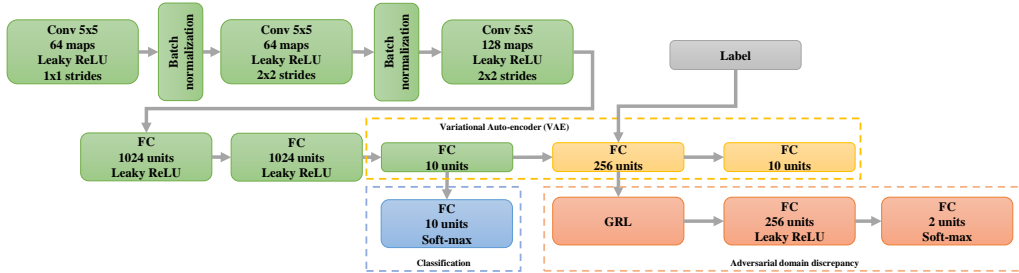 Conv 5x5
64 maps
Leaky ReLU
1x1 strides
Batch
normalization
Conv 5x5
64 maps
Leaky ReLU
2x2 strides
Batch
normalization
Conv 5x5
128 maps
Leaky ReLU
2x2 strides
Label
Variational Auto-encoder (VAE)
FC
1024 units
Leaky ReLU
FC
1024 units
Leaky ReLU
FC
10 units
FC
256 units
FC
10 units
FC
10 units
Soft-max
GRL
FC
256 units
Leaky ReLU
FC
2 units
Soft-max
Classification
Adversarial domain discrepancy